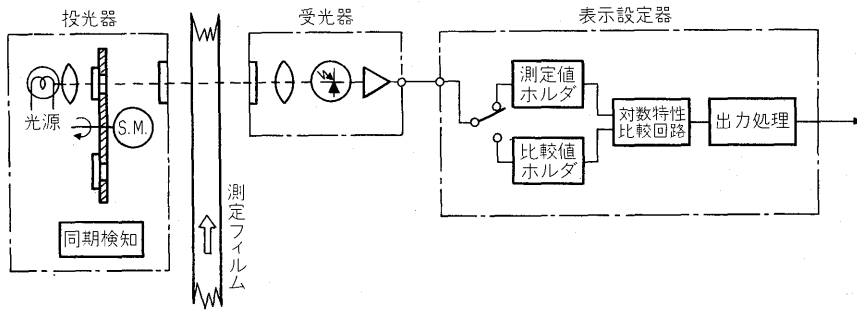 投光器
受光器
表示設定器
光源
S.M.
同期検知
測定フィルム
測定値
ホルダ
比較値
ホルダ
対数特性
比較回路
出力処理